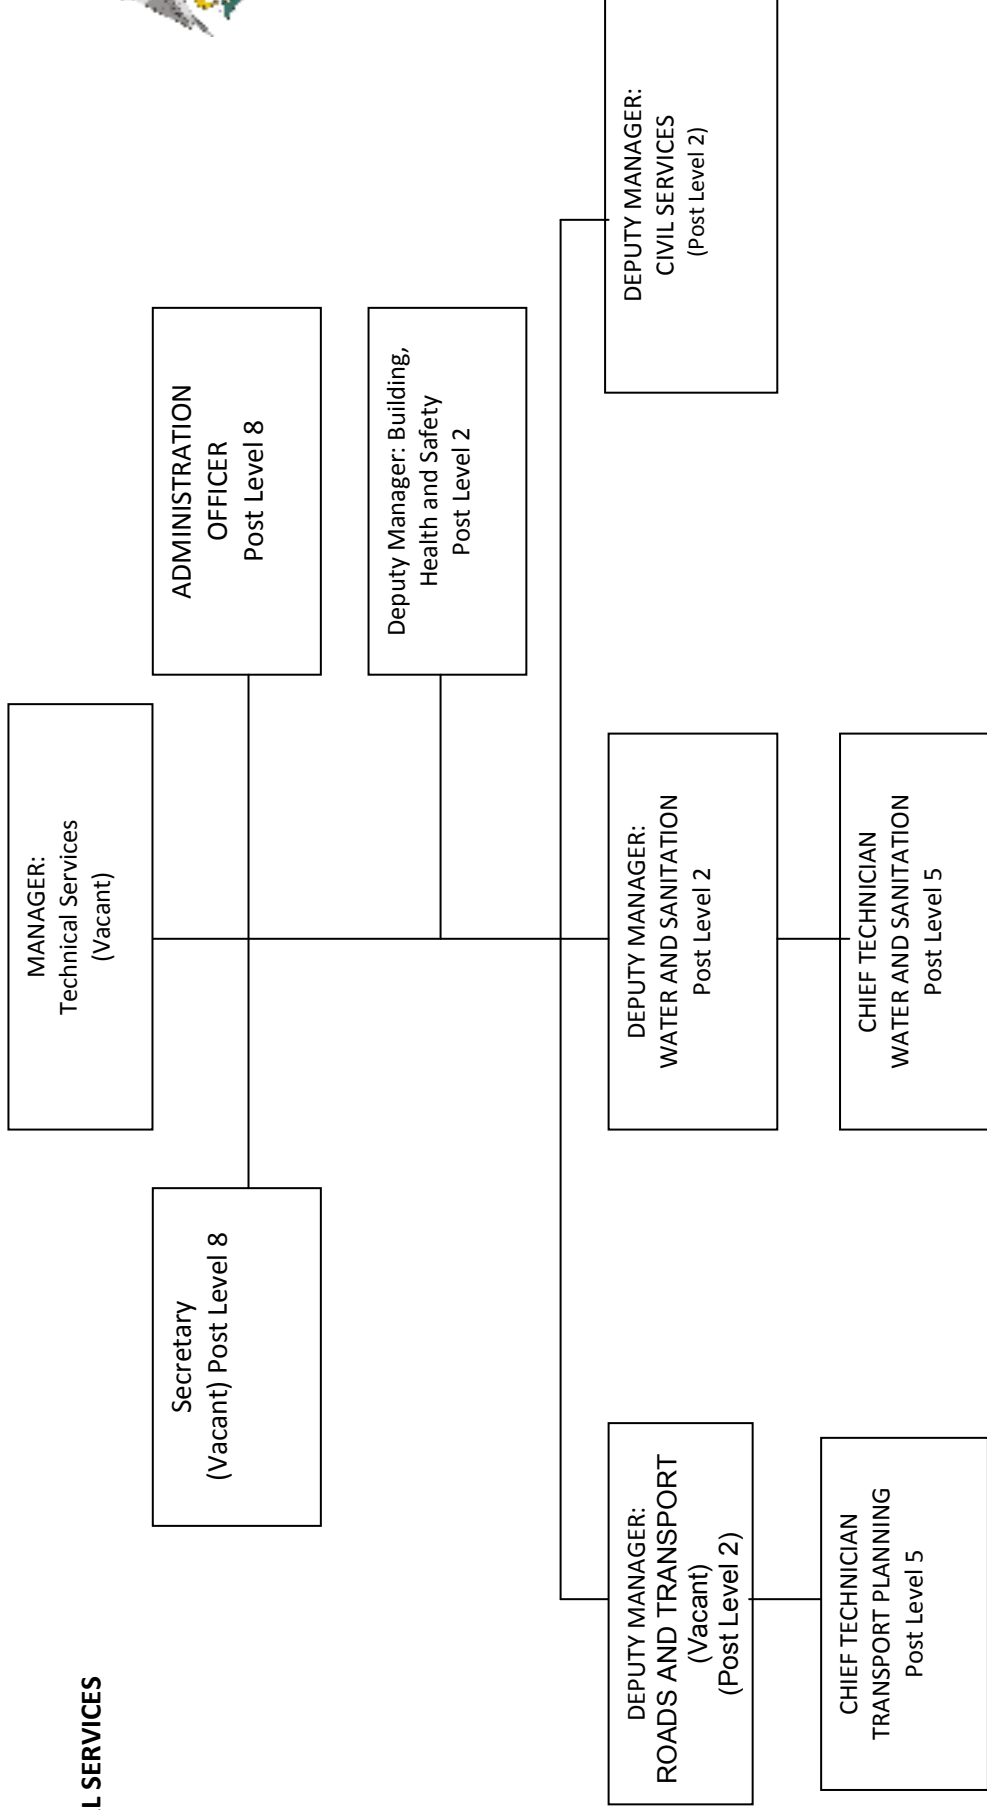 L SERVICES
MANAGER:
Technical Services
(Vacant)
Secretary
(Vacant) Post Level 8
ADMINISTRATION
OFFICER
Post Level 8
Deputy Manager: Building,
Health and Safety
Post Level 2
DEPUTY MANAGER:
ROADS AND TRANSPORT
(Vacant)
(Post Level 2)
DEPUTY MANAGER:
WATER AND SANITATION
Post Level 2
DEPUTY MANAGER:
CIVIL SERVICES
(Post Level 2)
CHIEF TECHNICIAN
TRANSPORT PLANNING
Post Level 5
CHIEF TECHNICIAN
WATER AND SANITATION
Post Level 5